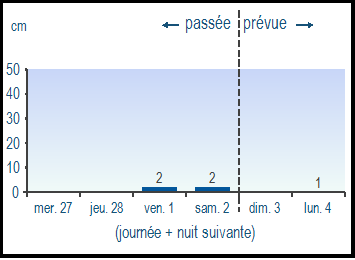 ← passée prévue →
cm
50
40
30
20
10
0
2 2 1
mer. 27 jeu. 28 ven. 1 sam. 2 dim. 3 lun. 4
(journée + nuit suivante)